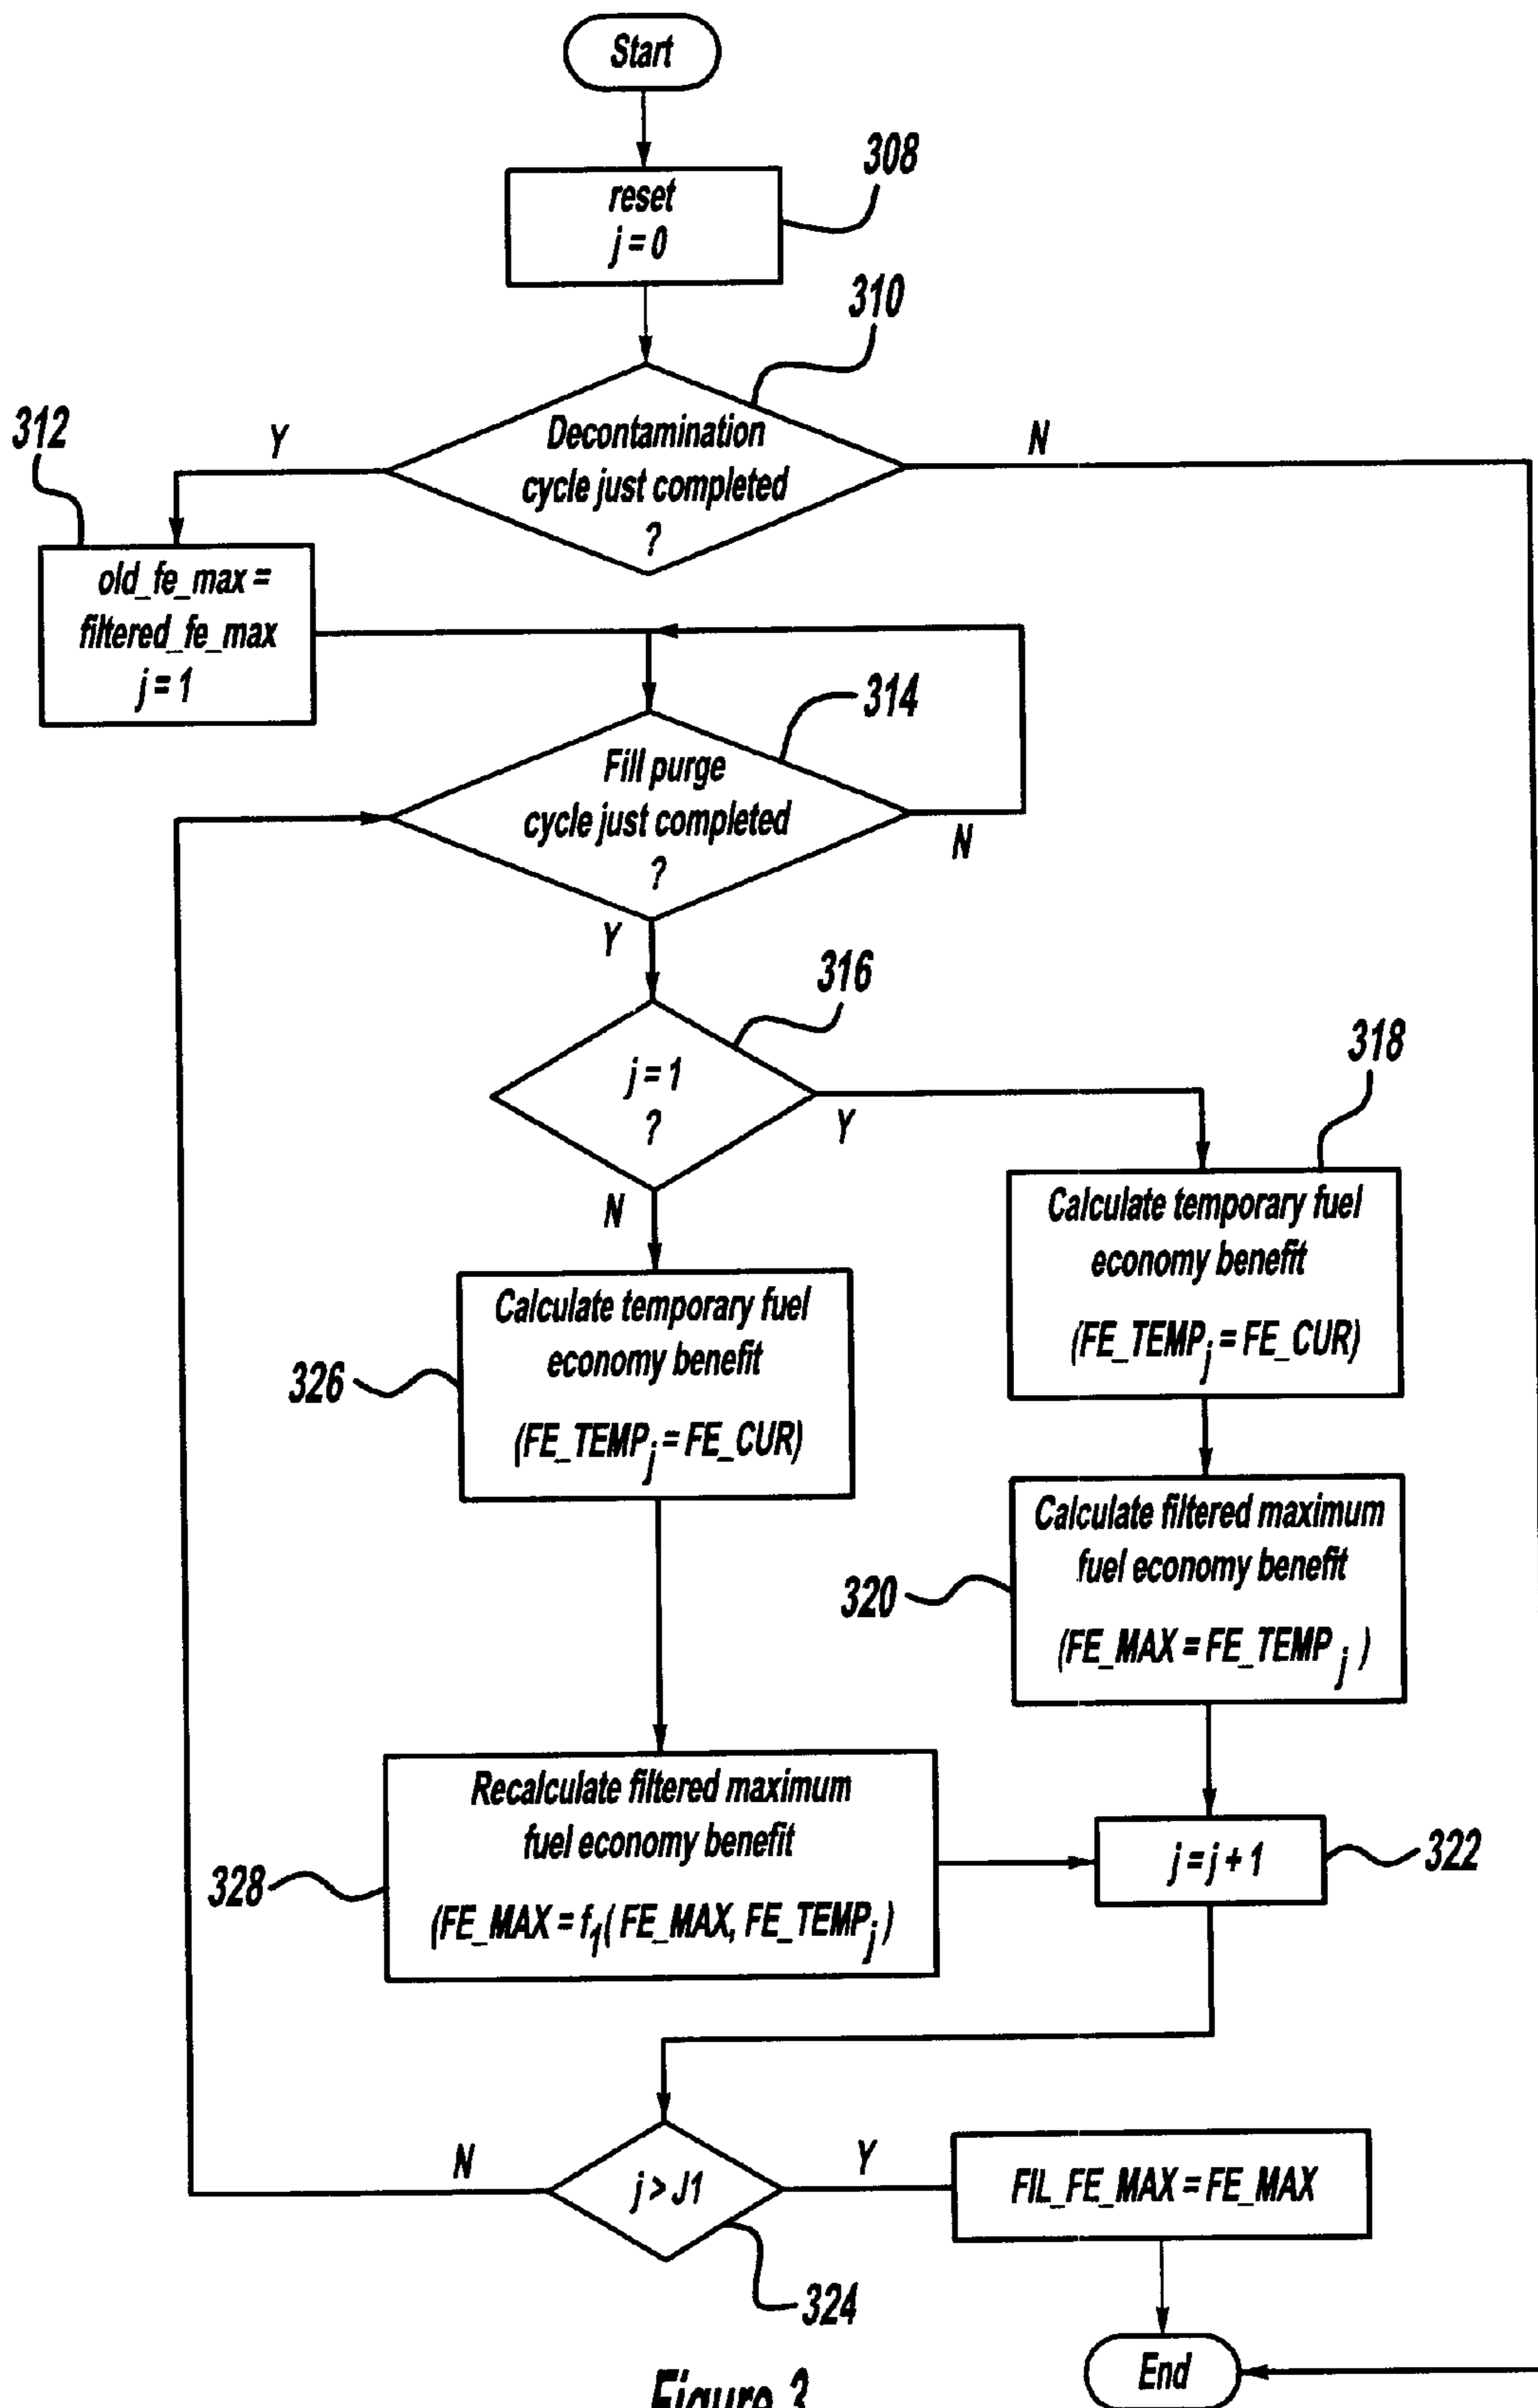 Start
308
reset
j = 0
310
312
Y
Decontamination
cycle just completed
?
N
old_fe_max =
filtered_fe_max
j = 1
314
Fill purge
cycle just completed
?
N
Y
316
j = 1
?
Y
N
318
Calculate temporary fuel
economy benefit
(FE_TEMPj = FE_CUR)
326
Calculate temporary fuel
economy benefit
(FE_TEMPj = FE_CUR)
320
Calculate filtered maximum
fuel economy benefit
(FE_MAX = FE_TEMP j )
328
Recalculate filtered maximum
fuel economy benefit
(FE_MAX = f1( FE_MAX, FE_TEMPj )
j = j + 1
322
N
j > J1
Y
FIL_FE_MAX = FE_MAX
324
End
Figure 3